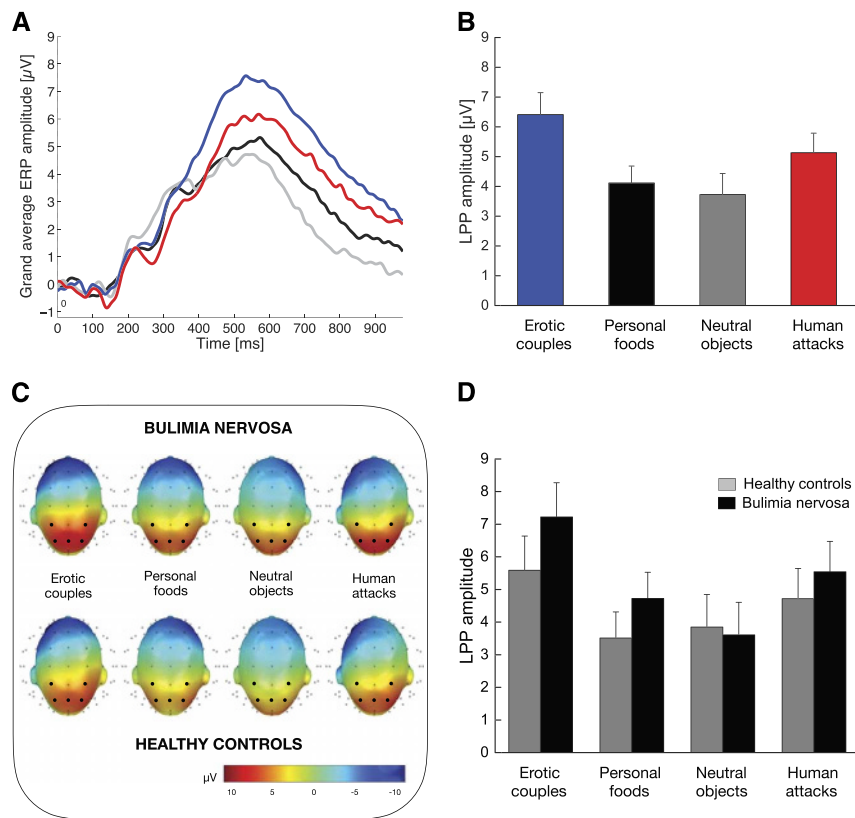 A
Grand average ERP amplitude [µV]
9
8
7
6
5
4
3
2
1
0
−1
0
0 100 200 300 400 500 600 700 800 900
Time [ms]
B
LPP amplitude [µV]
9
8
7
6
5
4
3
2
1
0
Erotic couples
Personal foods
Neutral objects
Human attacks
C
BULIMIA NERVOSA
Erotic couples
Personal foods
Neutral objects
Human attacks
HEALTHY CONTROLS
µV
10 5 0 -5 -10
D
LPP amplitude
9
8
7
6
5
4
3
2
1
0
Healthy controls
Bulimia nervosa
Erotic couples
Personal foods
Neutral objects
Human attacks